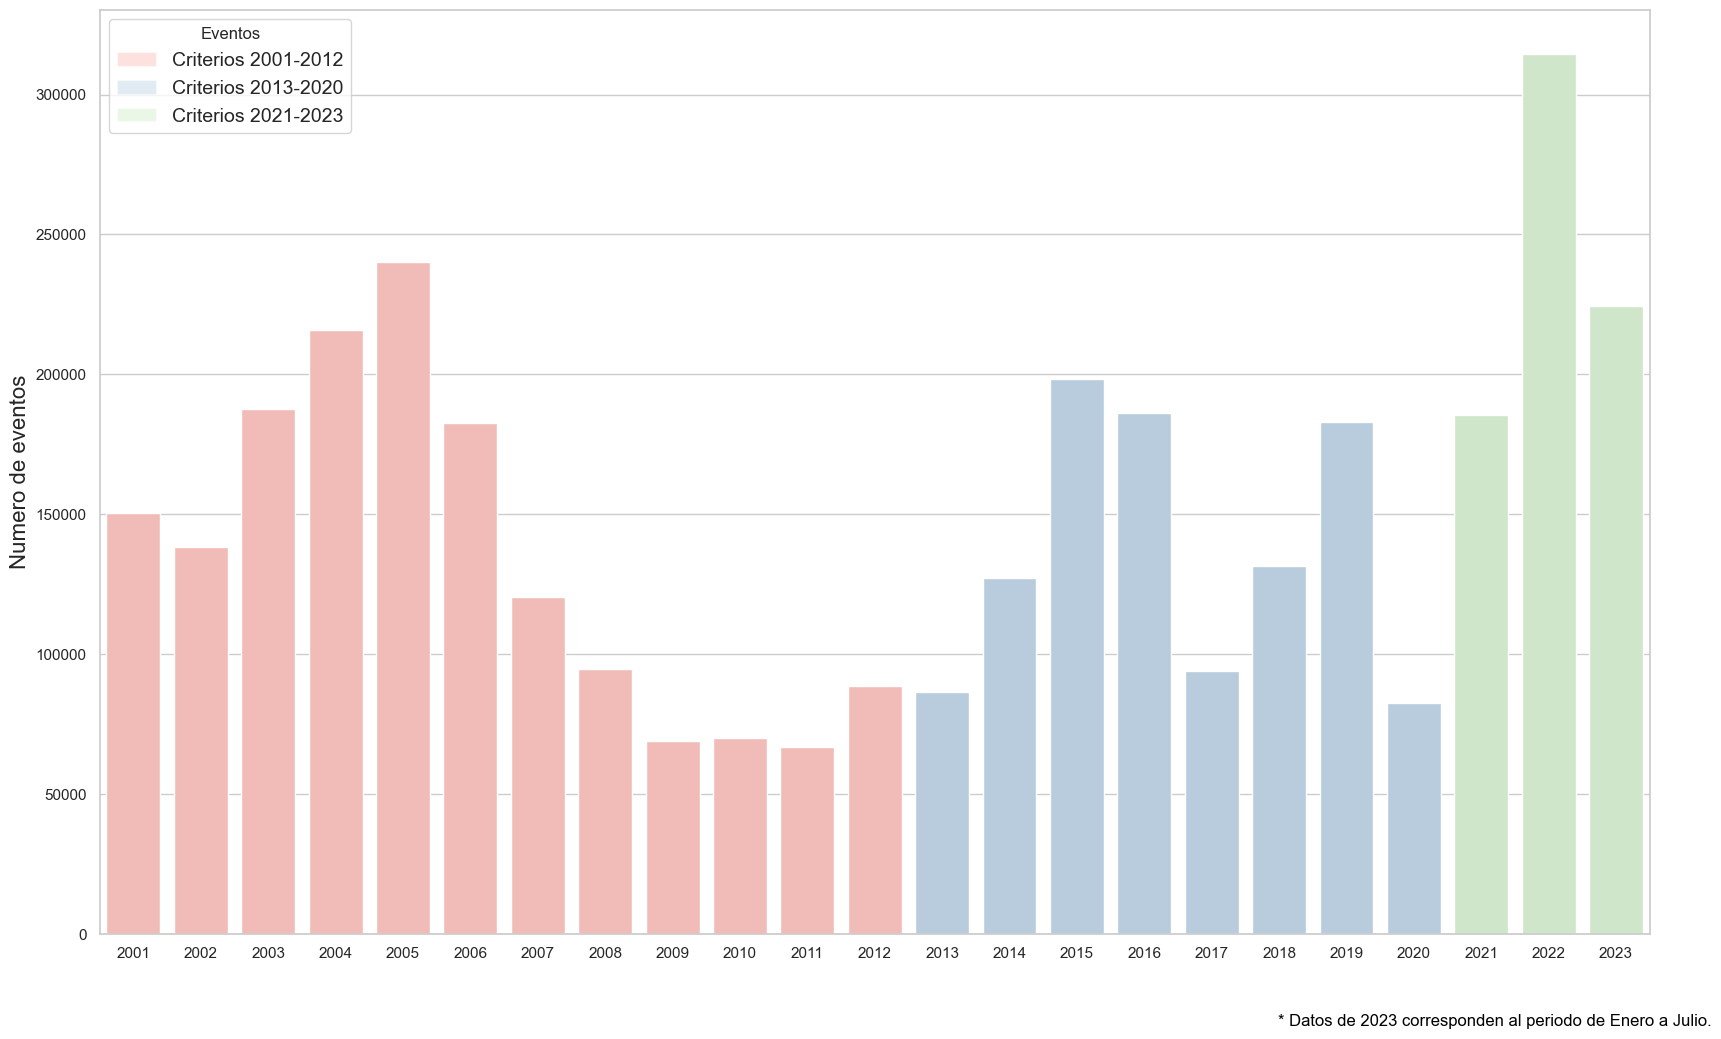 Eventos
Criterios 2001-2012
Criterios 2013-2020
Criterios 2021-2023
Numero de eventos
300000
250000
200000
150000
100000
50000
0
2001 2002 2003 2004 2005 2006 2007 2008 2009 2010 2011 2012 2013 2014 2015 2016 2017 2018 2019 2020 2021 2022 2023
* Datos de 2023 corresponden al periodo de Enero a Julio.